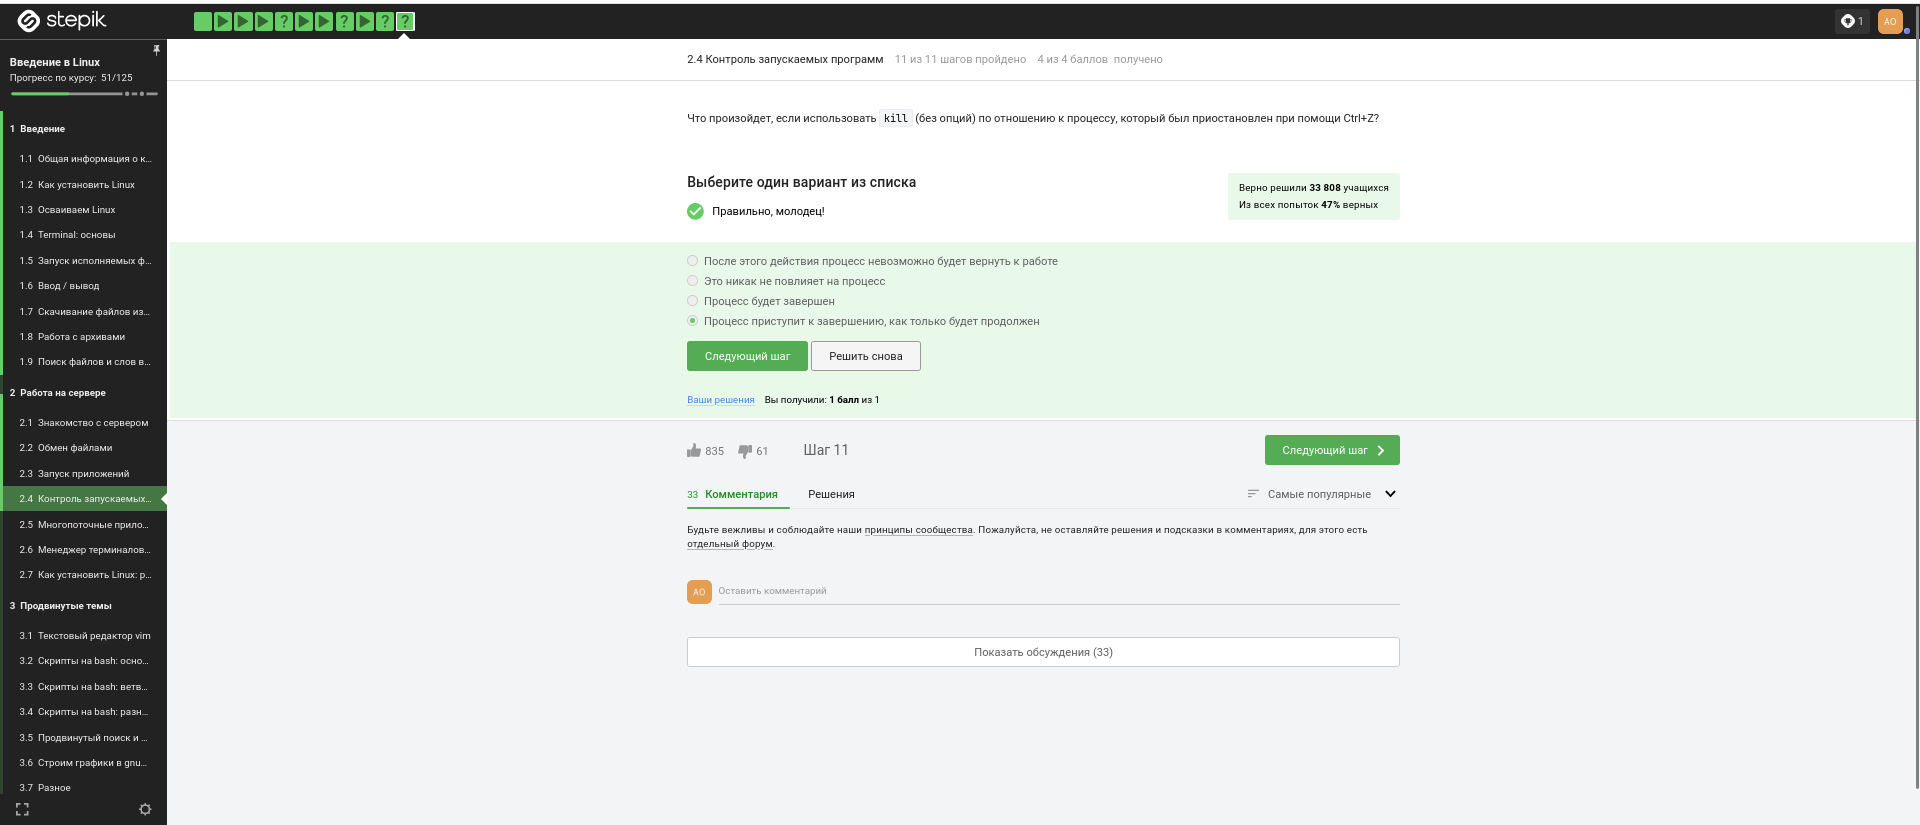 stepik
? ? ? ?
1
AO
Введение в Linux
Прогресс по курсу: 51/125
1 Введение
1.1 Общая информация о к...
1.2 Как установить Linux
1.3 Осваиваем Linux
1.4 Terminal: основы
1.5 Запуск исполняемых ф...
1.6 Ввод / вывод
1.7 Скачивание файлов из...
1.8 Работа с архивами
1.9 Поиск файлов и слов в...
2 Работа на сервере
2.1 Знакомство с сервером
2.2 Обмен файлами
2.3 Запуск приложений
2.4 Контроль запускаемых...
2.5 Многопоточные прило...
2.6 Менеджер терминалов...
2.7 Как установить Linux: р...
3 Продвинутые темы
3.1 Текстовый редактор vim
3.2 Скрипты на bash: осно...
3.3 Скрипты на bash: ветв...
3.4 Скрипты на bash: разн...
3.5 Продвинутый поиск и ...
3.6 Строим графики в gnu...
3.7 Разное
2.4 Контроль запускаемых программ 11 из 11 шагов пройдено 4 из 4 баллов получено
Что произойдет, если использовать kill (без опций) по отношению к процессу, который был приостановлен при помощи Ctrl+Z?
Выберите один вариант из списка
Правильно, молодец!
Верно решили 33 808 учащихся
Из всех попыток 47% верных
После этого действия процесс невозможно будет вернуть к работе
Это никак не повлияет на процесс
Процесс будет завершен
Процесс приступит к завершению, как только будет продолжен
Следующий шаг Решить снова
Ваши решения Вы получили: 1 балл из 1
835 61 Шаг 11 Следующий шаг
33 Комментария Решения Самые популярные
Будьте вежливы и соблюдайте наши принципы сообщества. Пожалуйста, не оставляйте решения и подсказки в комментариях, для этого есть
отдельный форум.
AO Оставить комментарий
Показать обсуждения (33)